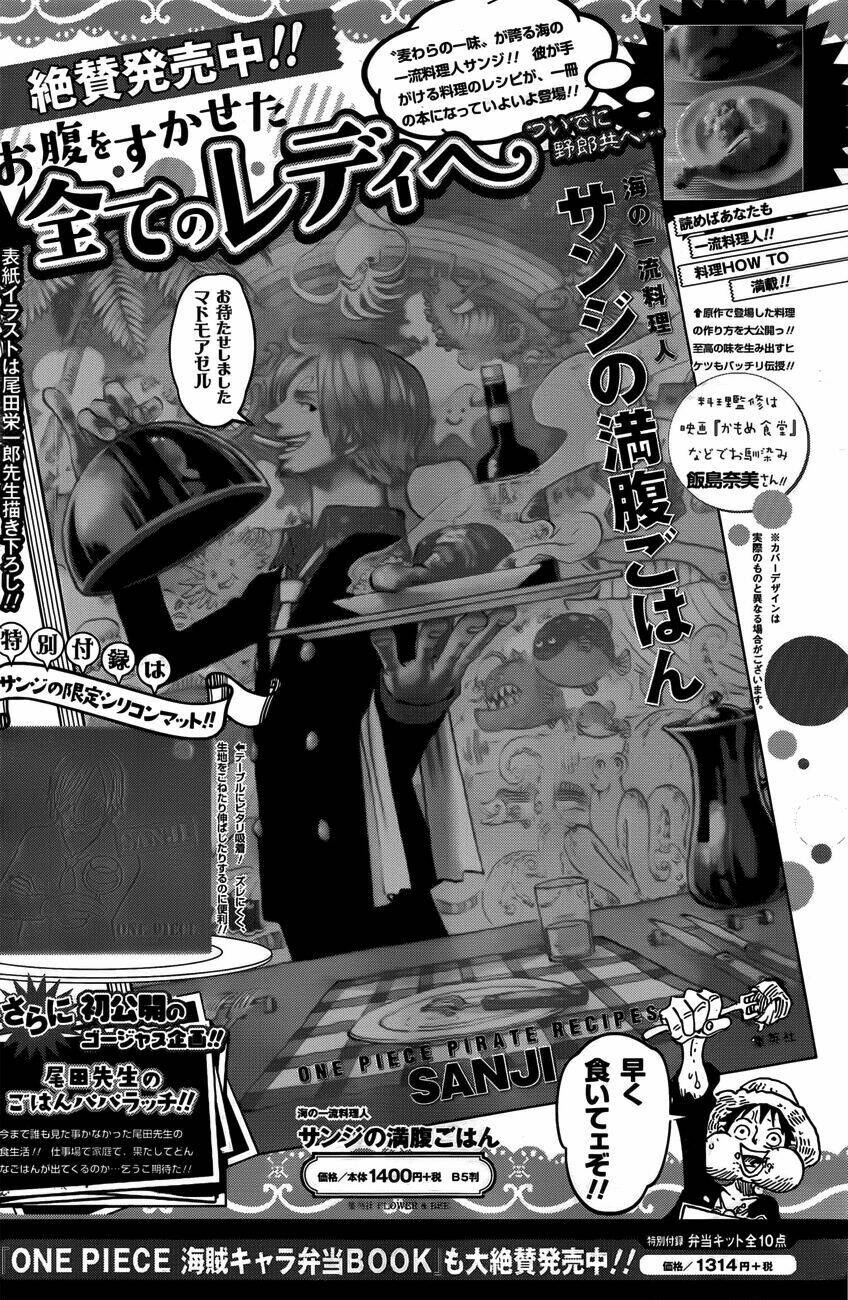 絶賛発売中!!
〝麦わらの一味〟が誇る海の
一流料理人サンジ!! 彼が手
がける料理のレシピが、一冊
の本になっていよいよ登場!!
お腹をすかせた
全てのレディへ
ついでに
野郎共へ…
海の一流料理人
サンジの満腹ごはん
読めばあなたも
一流料理人!!
料理HOW TO
満載!!
⬆原作で登場した料理
の作り方を大公開っ!!
至高の味を生み出すヒ
ケツもバッチリ伝授!!
料理監修は
映画『かもめ食堂』
などでお馴染み
飯島奈美さん!!
※カバーデザインは
実際のものと異なる場合がございます。
お待たせしました
マドモアゼル
表紙イラストは尾田栄一郎先生描き下ろし!!
特別付録は
サンジの限定シリコンマット!!
⬅テーブルにピタリ吸着! ズレにくく、
生地をこねたり伸ばしたりするのに便利!!
SANJI
ONE PIECE
さらに初公開の
ゴージャス企画!!
尾田先生の
ごはんパパラッチ!!
今まで誰も見た事がなかった尾田先生の
食生活!! 仕事場で家庭で、果たしてどん
なごはんが出てくるのか…乞うご期待だ!!
ONE PIECE PIRATE RECIPES
SANJI
集英社
早く
食いてェぞ!!
海の一流料理人
サンジの満腹ごはん
価格/本体1400円+税 B5判
集英社 FLOWER & BEE
『ONE PIECE 海賊キャラ弁当BOOK』も大絶賛発売中!!
特別付録 弁当キット全10点
価格/1314円+税